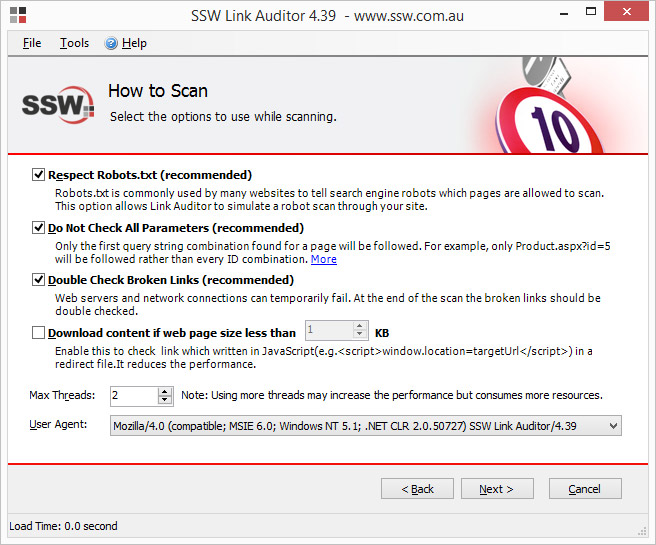 SSW Link Auditor 4.39 - www.ssw.com.au
File Tools Help
SSW
How to Scan
Select the options to use while scanning.
10
Respect Robots.txt (recommended)
Robots.txt is commonly used by many websites to tell search engine robots which pages are allowed to scan.
This option allows Link Auditor to simulate a robot scan through your site.
Do Not Check All Parameters (recommended)
Only the first query string combination found for a page will be followed. For example, only Product.aspx?id=5
will be followed rather than every ID combination. More
Double Check Broken Links (recommended)
Web servers and network connections can temporarily fail. At the end of the scan the broken links should be
double checked.
Download content if web page size less than 1 KB
Enable this to check link which written in JavaScript(e.g.<script>window.location=targetUrl</script>) in a
redirect file.It reduces the performance.
Max Threads: 2 Note: Using more threads may increase the performance but consumes more resources.
User Agent: Mozilla/4.0 (compatible; MSIE 6.0; Windows NT 5.1; .NET CLR 2.0.50727) SSW Link Auditor/4.39
< Back Next > Cancel
Load Time: 0.0 second